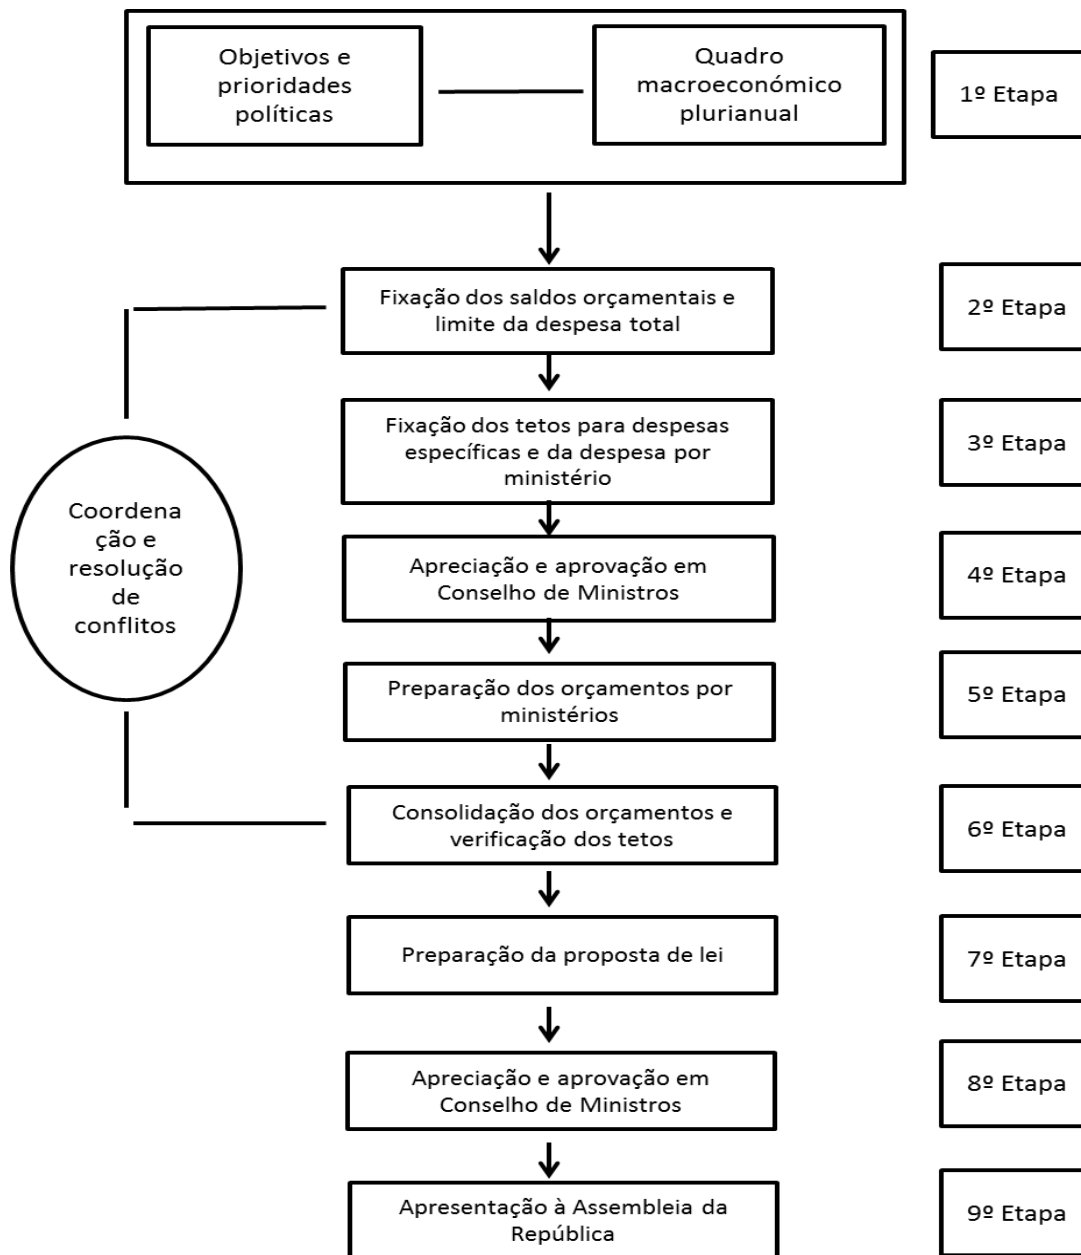 Objetivos e
prioridades
políticas
Quadro
macroeconómico
plurianual
1º Etapa
Fixação dos saldos orçamentais e
limite da despesa total
2º Etapa
Fixação dos tetos para despesas
específicas e da despesa por
ministério
3º Etapa
Coordena
ção e
resolução
de
conflitos
Apreciação e aprovação em
Conselho de Ministros
4º Etapa
Preparação dos orçamentos por
ministérios
5º Etapa
Consolidação dos orçamentos e
verificação dos tetos
6º Etapa
Preparação da proposta de lei
7º Etapa
Apreciação e aprovação em
Conselho de Ministros
8º Etapa
Apresentação à Assembleia da
República
9º Etapa